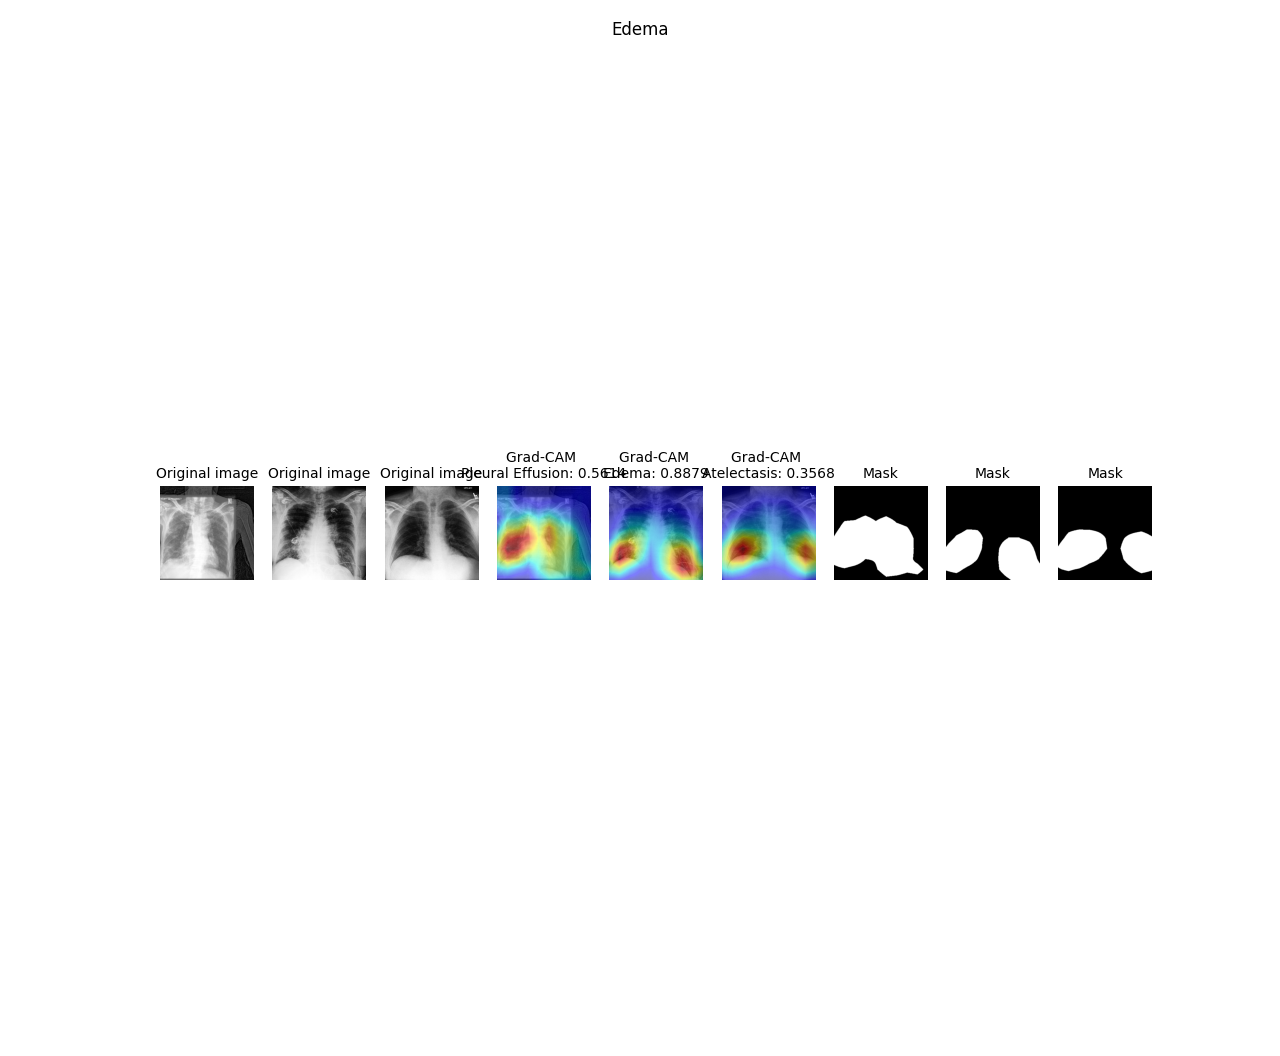 Edema
Grad-CAM Grad-CAM Grad-CAM
Original image Original image Original image Pleural Effusion: 0.5614 Edema: 0.8879 Atelectasis: 0.3568 Mask Mask Mask